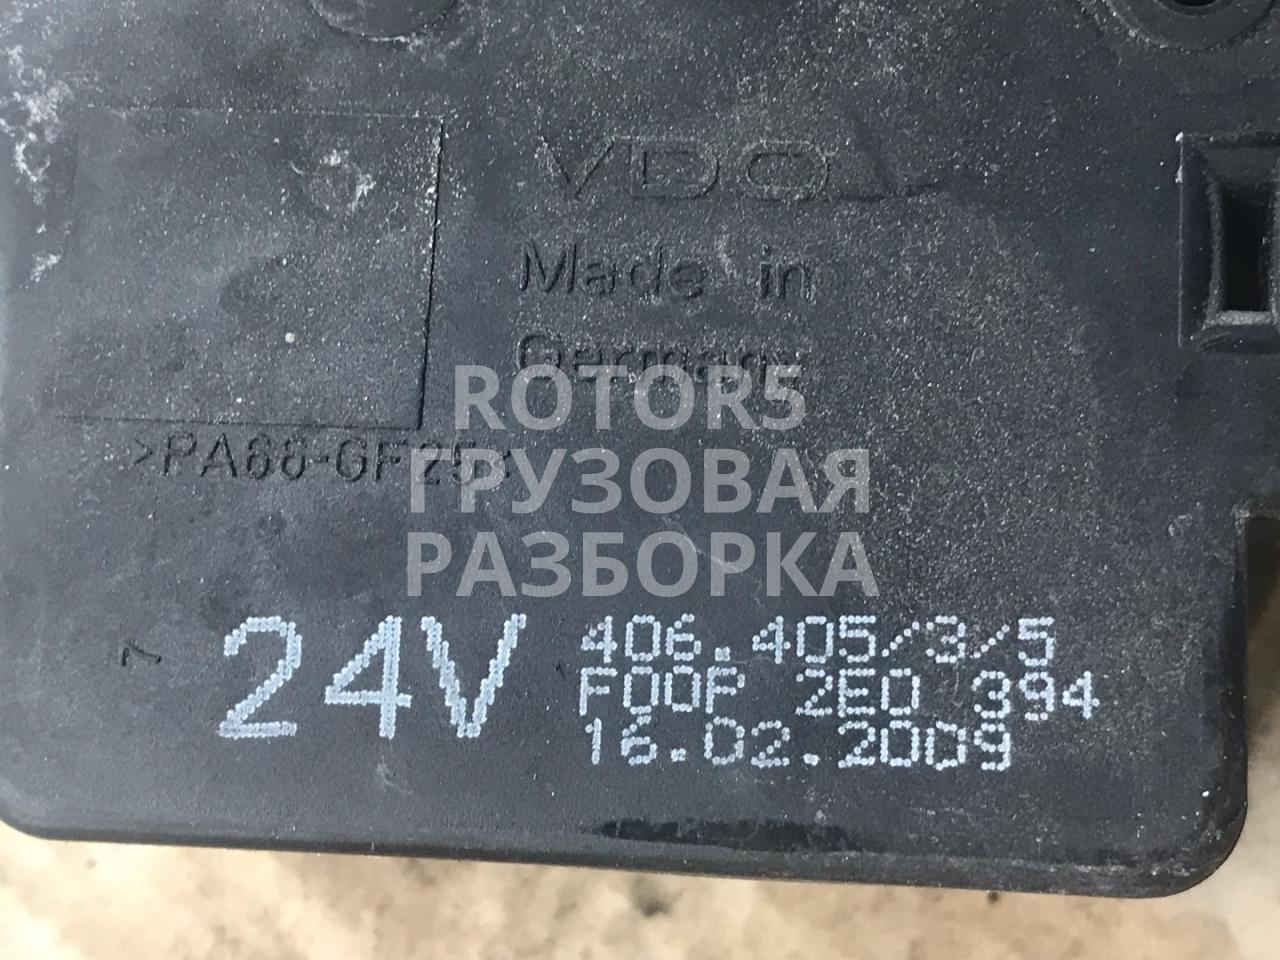 VDO
Made in
Germany
>PA66-GF25<
ROTOR5
ГРУЗОВАЯ
РАЗБОРКА
7
24V
406.405/3/5
F00P 2E0 394
16.02.2009